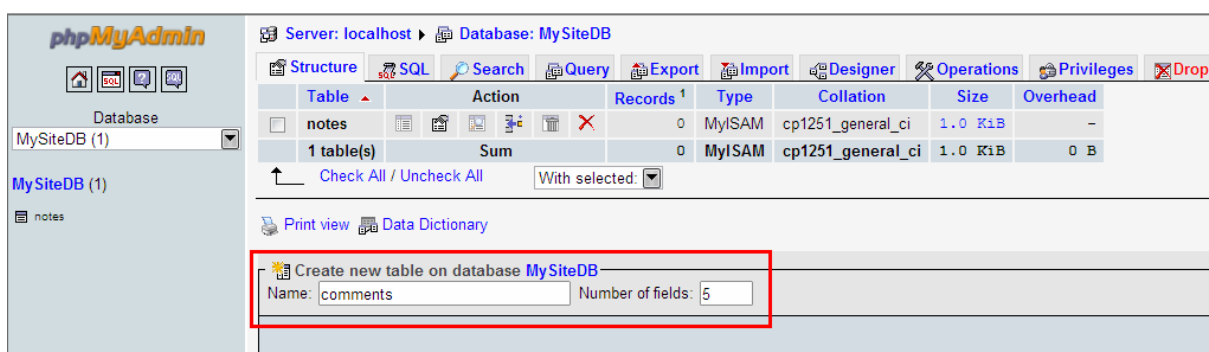 phpMyAdmin
SQL
Database
MySiteDB (1)
MySiteDB (1)
notes
Server: localhost Database: MySiteDB
Structure SQL Search Query Export Import Designer Operations Privileges Drop
Table Action Records 1 Type Collation Size Overhead
notes 0 MyISAM cp1251_general_ci 1.0 KiB –
1 table(s) Sum 0 MyISAM cp1251_general_ci 1.0 KiB 0 B
Check All / Uncheck All With selected:
Print view Data Dictionary
Create new table on database MySiteDB
Name: comments Number of fields: 5